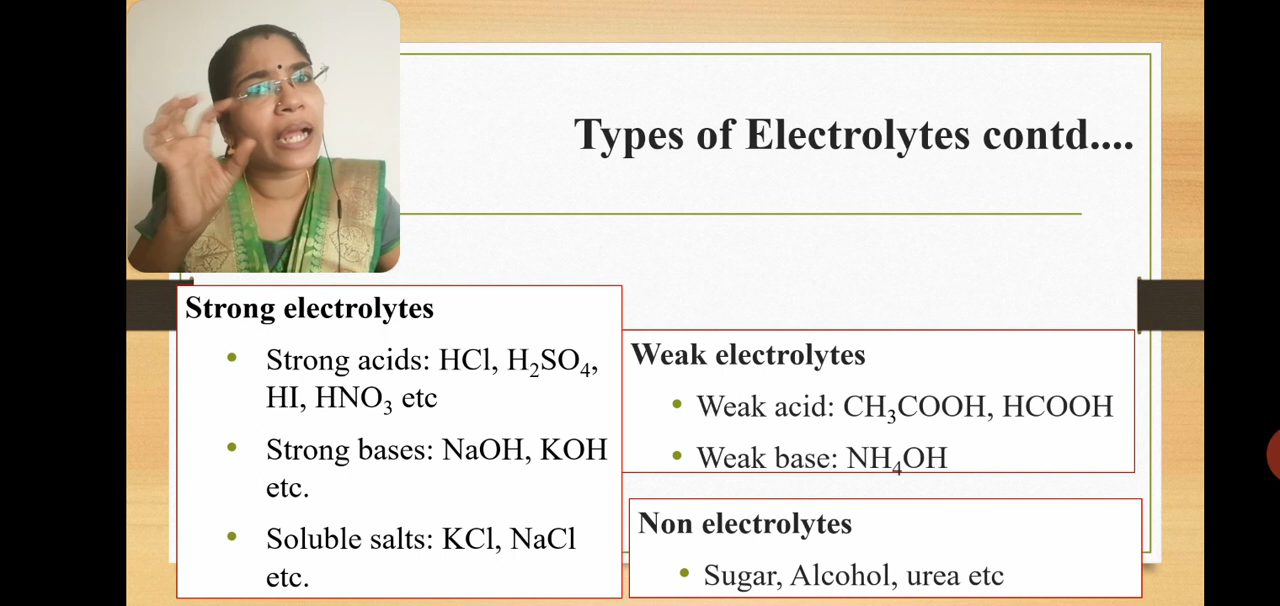 Types of Electrolytes contd....
Strong electrolytes
• Strong acids: HCl, H₂SO₄,
HI, HNO₃ etc
• Strong bases: NaOH, KOH
etc.
• Soluble salts: KCl, NaCl
etc.
Weak electrolytes
• Weak acid: CH₃COOH, HCOOH
• Weak base: NH₄OH
Non electrolytes
• Sugar, Alcohol, urea etc